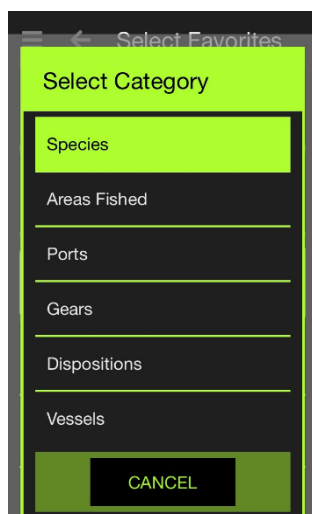 Select Favorites
Select Category
Species
Areas Fished
Ports
Gears
Dispositions
Vessels
CANCEL